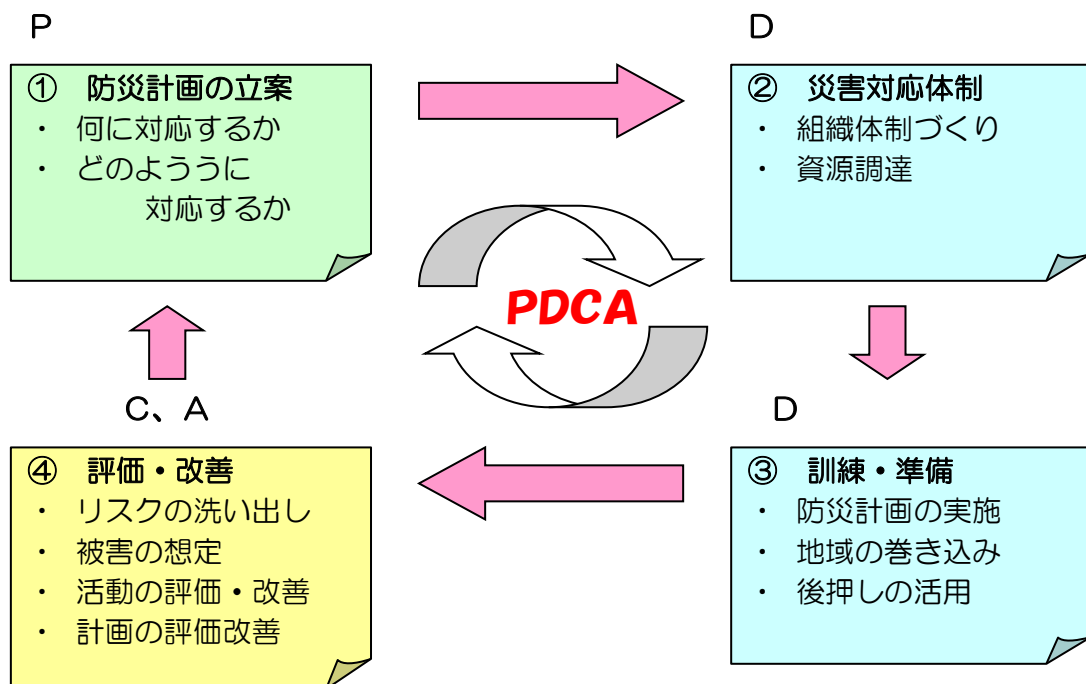 P
① 防災計画の立案
・ 何に対応するか
・ どのよううに
対応するか
D
② 災害対応体制
・ 組織体制づくり
・ 資源調達
PDCA
D
③ 訓練・準備
・ 防災計画の実施
・ 地域の巻き込み
・ 後押しの活用
C、A
④ 評価・改善
・ リスクの洗い出し
・ 被害の想定
・ 活動の評価・改善
・ 計画の評価改善